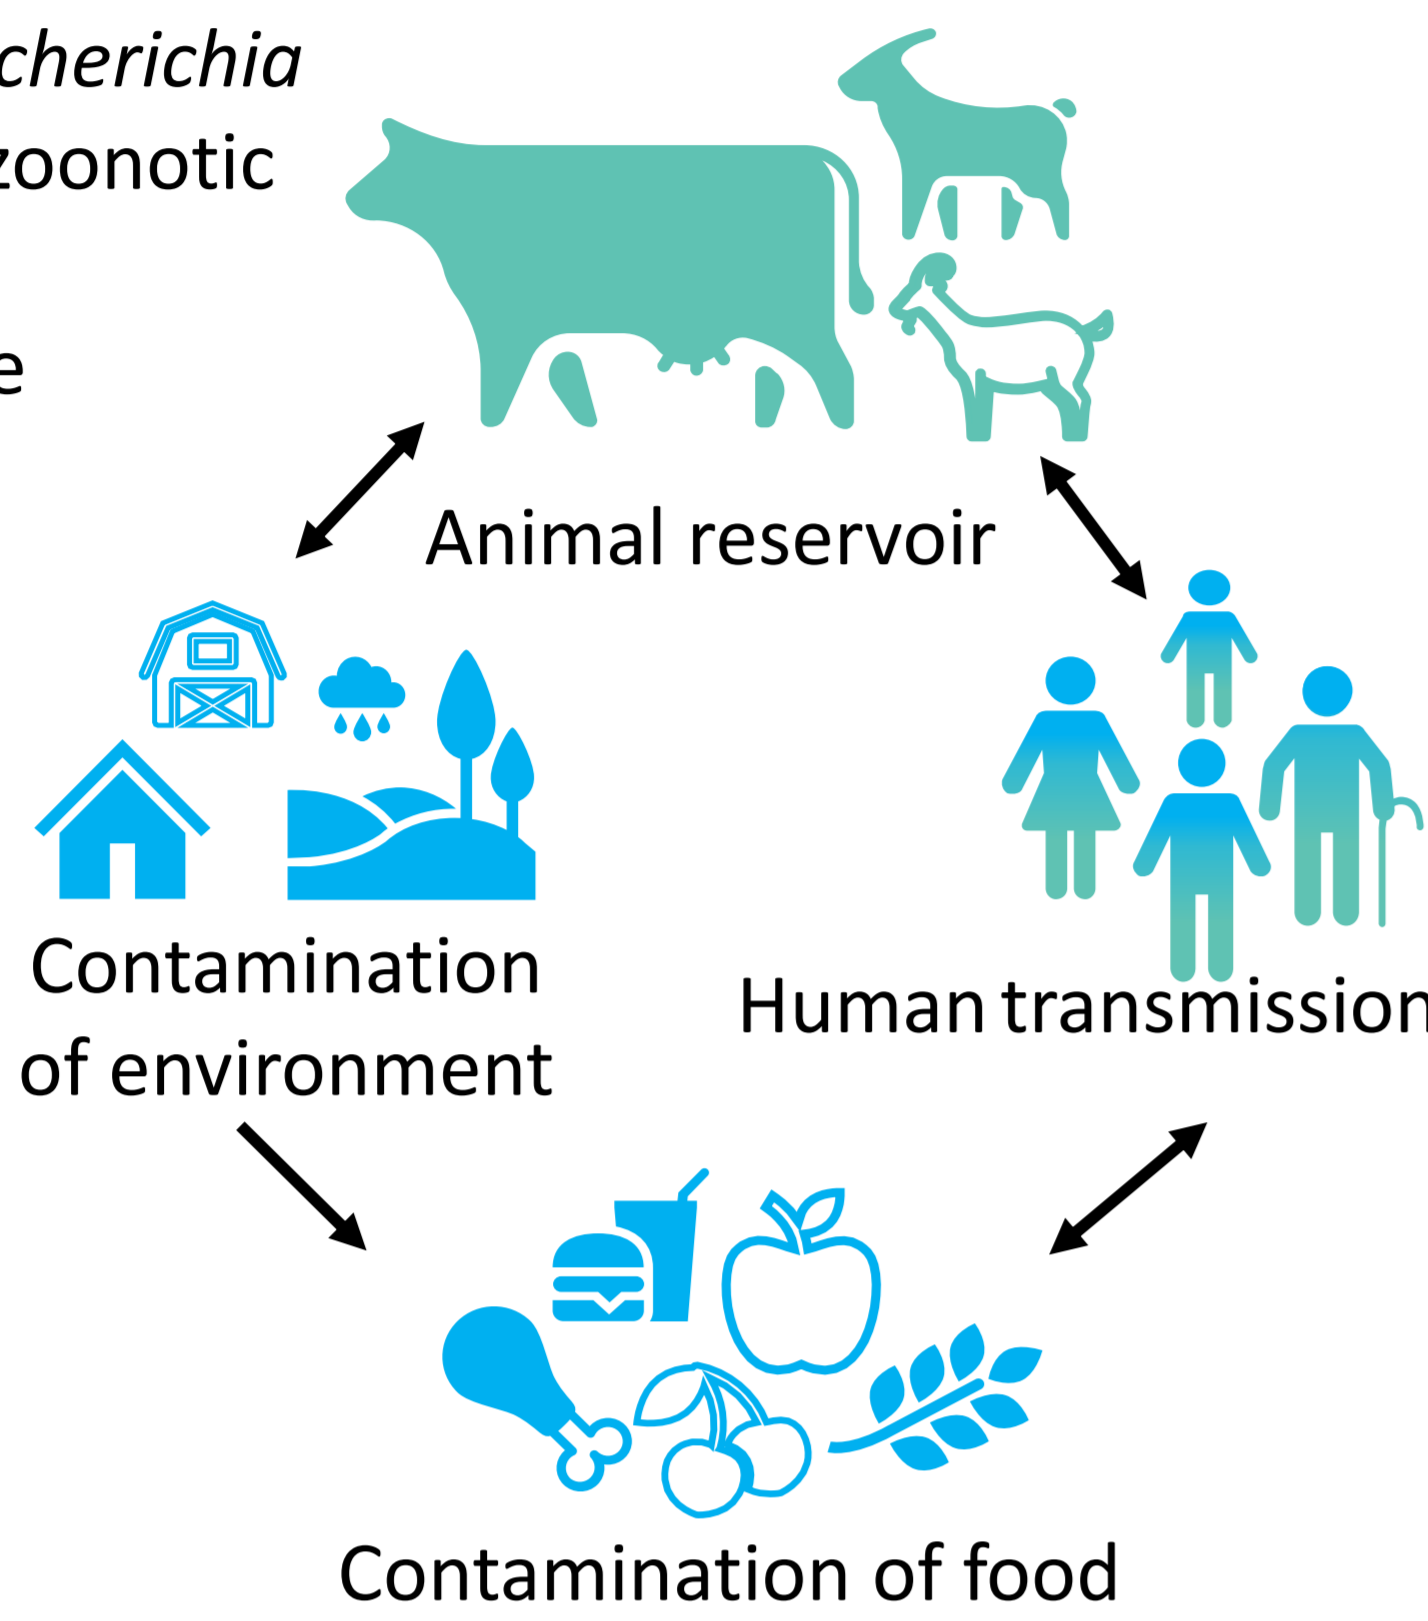 cherichia
zoonotic
e
Animal reservoir
Contamination
of environment
Human transmission
Contamination of food